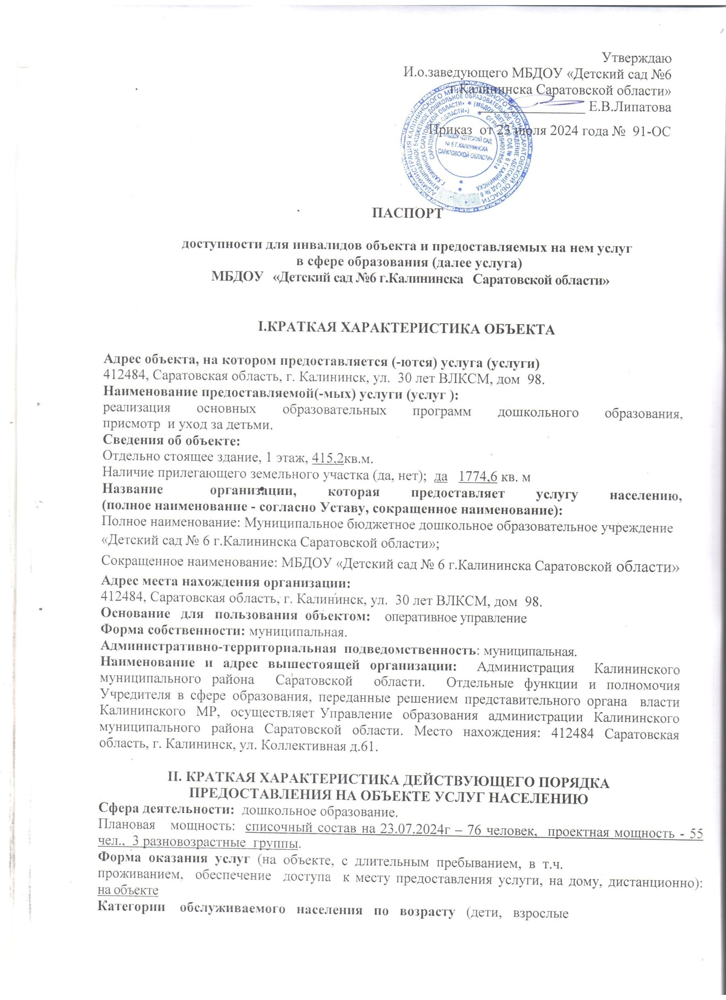 Утверждаю
И.о.заведующего МБДОУ «Детский сад №6
г.Калининска Саратовской области»
Е.В.Липатова
Приказ от 23 июля 2024 года № 91-ОС
МБДОУ «ДЕТСКИЙ САД
№ 6 Г.КАЛИНИНСКА
САРАТОВСКОЙ ОБЛАСТИ»
ПАСПОРТ
доступности для инвалидов объекта и предоставляемых на нем услуг
в сфере образования (далее услуга)
МБДОУ «Детский сад №6 г.Калининска Саратовской области»
I.КРАТКАЯ ХАРАКТЕРИСТИКА ОБЪЕКТА
Адрес объекта, на котором предоставляется (-ются) услуга (услуги)
412484, Саратовская область, г. Калининск, ул. 30 лет ВЛКСМ, дом 98.
Наименование предоставляемой(-мых) услуги (услуг ):
реализация основных образовательных программ дошкольного образования,
присмотр и уход за детьми.
Сведения об объекте:
Отдельно стоящее здание, 1 этаж, 415,2кв.м.
Наличие прилегающего земельного участка (да, нет); да 1774,6 кв. м
Название организации, которая предоставляет услугу населению,
(полное наименование - согласно Уставу, сокращенное наименование):
Полное наименование: Муниципальное бюджетное дошкольное образовательное учреждение
«Детский сад № 6 г.Калининска Саратовской области»;
Сокращенное наименование: МБДОУ «Детский сад № 6 г.Калининска Саратовской области»
Адрес места нахождения организации:
412484, Саратовская область, г. Калининск, ул. 30 лет ВЛКСМ, дом 98.
Основание для пользования объектом: оперативное управление
Форма собственности: муниципальная.
Административно-территориальная подведомственность: муниципальная.
Наименование и адрес вышестоящей организации: Администрация Калининского
муниципального района Саратовской области. Отдельные функции и полномочия
Учредителя в сфере образования, переданные решением представительного органа власти
Калининского МР, осуществляет Управление образования администрации Калининского
муниципального района Саратовской области. Место нахождения: 412484 Саратовская
область, г. Калининск, ул. Коллективная д.61.
II. КРАТКАЯ ХАРАКТЕРИСТИКА ДЕЙСТВУЮЩЕГО ПОРЯДКА
ПРЕДОСТАВЛЕНИЯ НА ОБЪЕКТЕ УСЛУГ НАСЕЛЕНИЮ
Сфера деятельности: дошкольное образование.
Плановая мощность: списочный состав на 23.07.2024г – 76 человек, проектная мощность - 55
чел., 3 разновозрастные группы.
Форма оказания услуг (на объекте, с длительным пребыванием, в т.ч.
проживанием, обеспечение доступа к месту предоставления услуги, на дому, дистанционно):
на объекте
Категории обслуживаемого населения по возрасту (дети, взрослые